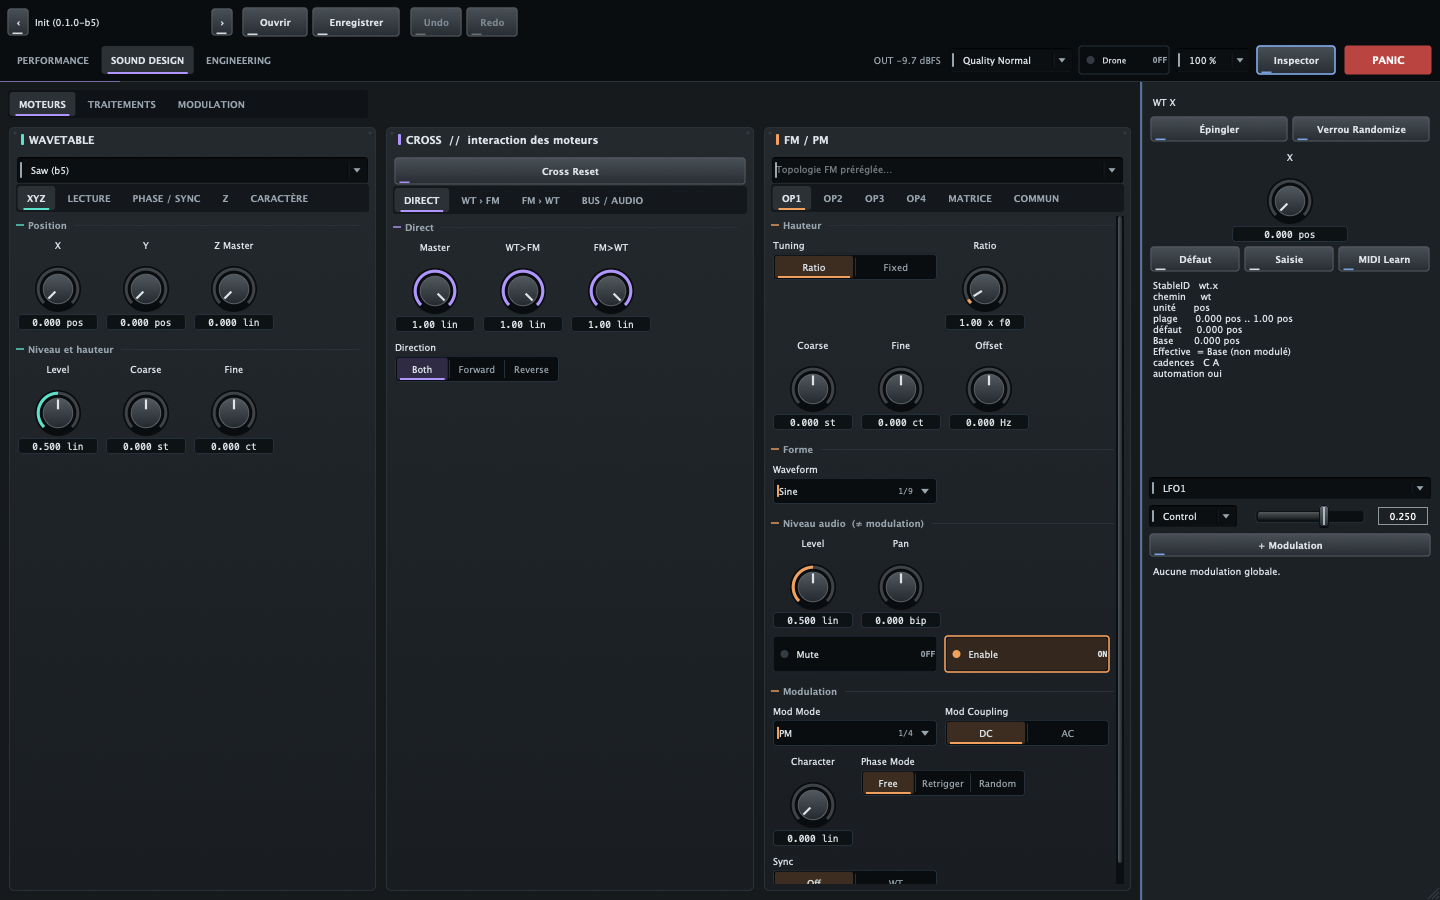 ‹ Init (0.1.0-b5) › Ouvrir Enregistrer Undo Redo
PERFORMANCE SOUND DESIGN ENGINEERING OUT -9.7 dBFS Quality Normal Drone OFF 100 % Inspector PANIC
MOTEURS TRAITEMENTS MODULATION
WAVETABLE
Saw (b5)
XYZ LECTURE PHASE / SYNC Z CARACTÈRE
Position
X Y Z Master
0.000 pos 0.000 pos 0.000 lin
Niveau et hauteur
Level Coarse Fine
0.500 lin 0.000 st 0.000 ct
CROSS // interaction des moteurs
Cross Reset
DIRECT WT › FM FM › WT BUS / AUDIO
Direct
Master WT>FM FM>WT
1.00 lin 1.00 lin 1.00 lin
Direction
Both Forward Reverse
FM / PM
Topologie FM préréglée...
OP1 OP2 OP3 OP4 MATRICE COMMUN
Hauteur
Tuning Ratio
Ratio Fixed
1.00 x f0
Coarse Fine Offset
0.000 st 0.000 ct 0.000 Hz
Forme
Waveform
Sine 1/9
Niveau audio (≠ modulation)
Level Pan
0.500 lin 0.000 bip
Mute OFF Enable ON
Modulation
Mod Mode Mod Coupling
PM 1/4 DC AC
Character Phase Mode
Free Retrigger Random
0.000 lin
Sync
Off WT
WT X
Épingler Verrou Randomize
X
0.000 pos
Défaut Saisie MIDI Learn
StableID wt.x
chemin wt
unité pos
plage 0.000 pos .. 1.00 pos
défaut 0.000 pos
Base 0.000 pos
Effective = Base (non modulé)
cadences C A
automation oui
LFO1
Control 0.250
+ Modulation
Aucune modulation globale.